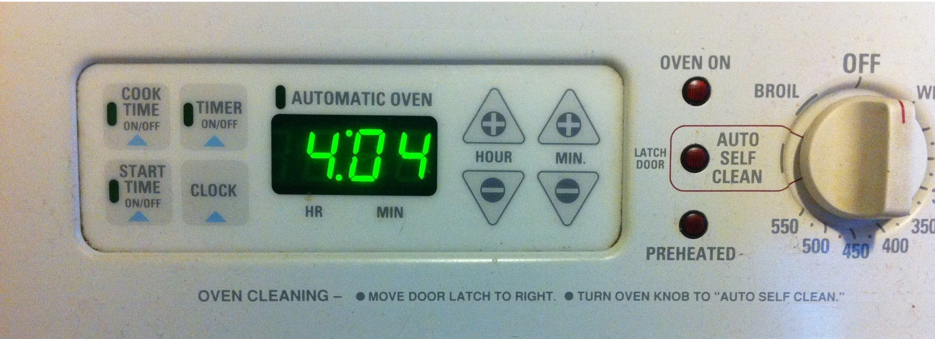 COOK
TIME
ON/OFF
TIMER
ON/OFF
START
TIME
ON/OFF
CLOCK
AUTOMATIC OVEN
4:04
HR MIN
HOUR
MIN.
OVEN ON
LATCH
DOOR
AUTO
SELF
CLEAN
PREHEATED
OFF
BROIL
550
500
450
400
OVEN CLEANING – ● MOVE DOOR LATCH TO RIGHT. ● TURN OVEN KNOB TO "AUTO SELF CLEAN."